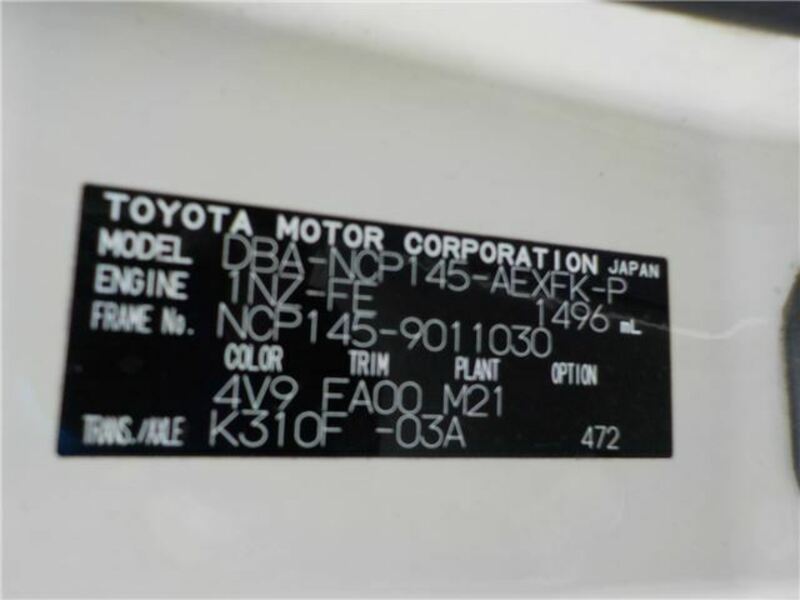 TOYOTA MOTOR CORPORATION JAPAN
MODEL DBA-NCP145-AEXFK-P
ENGINE 1NZ-FE 1496 mL
FRAME No. NCP145-9011030
COLOR TRIM PLANT OPTION
4V9 FA00 M21
TRANS./AXLE K310F -03A 472